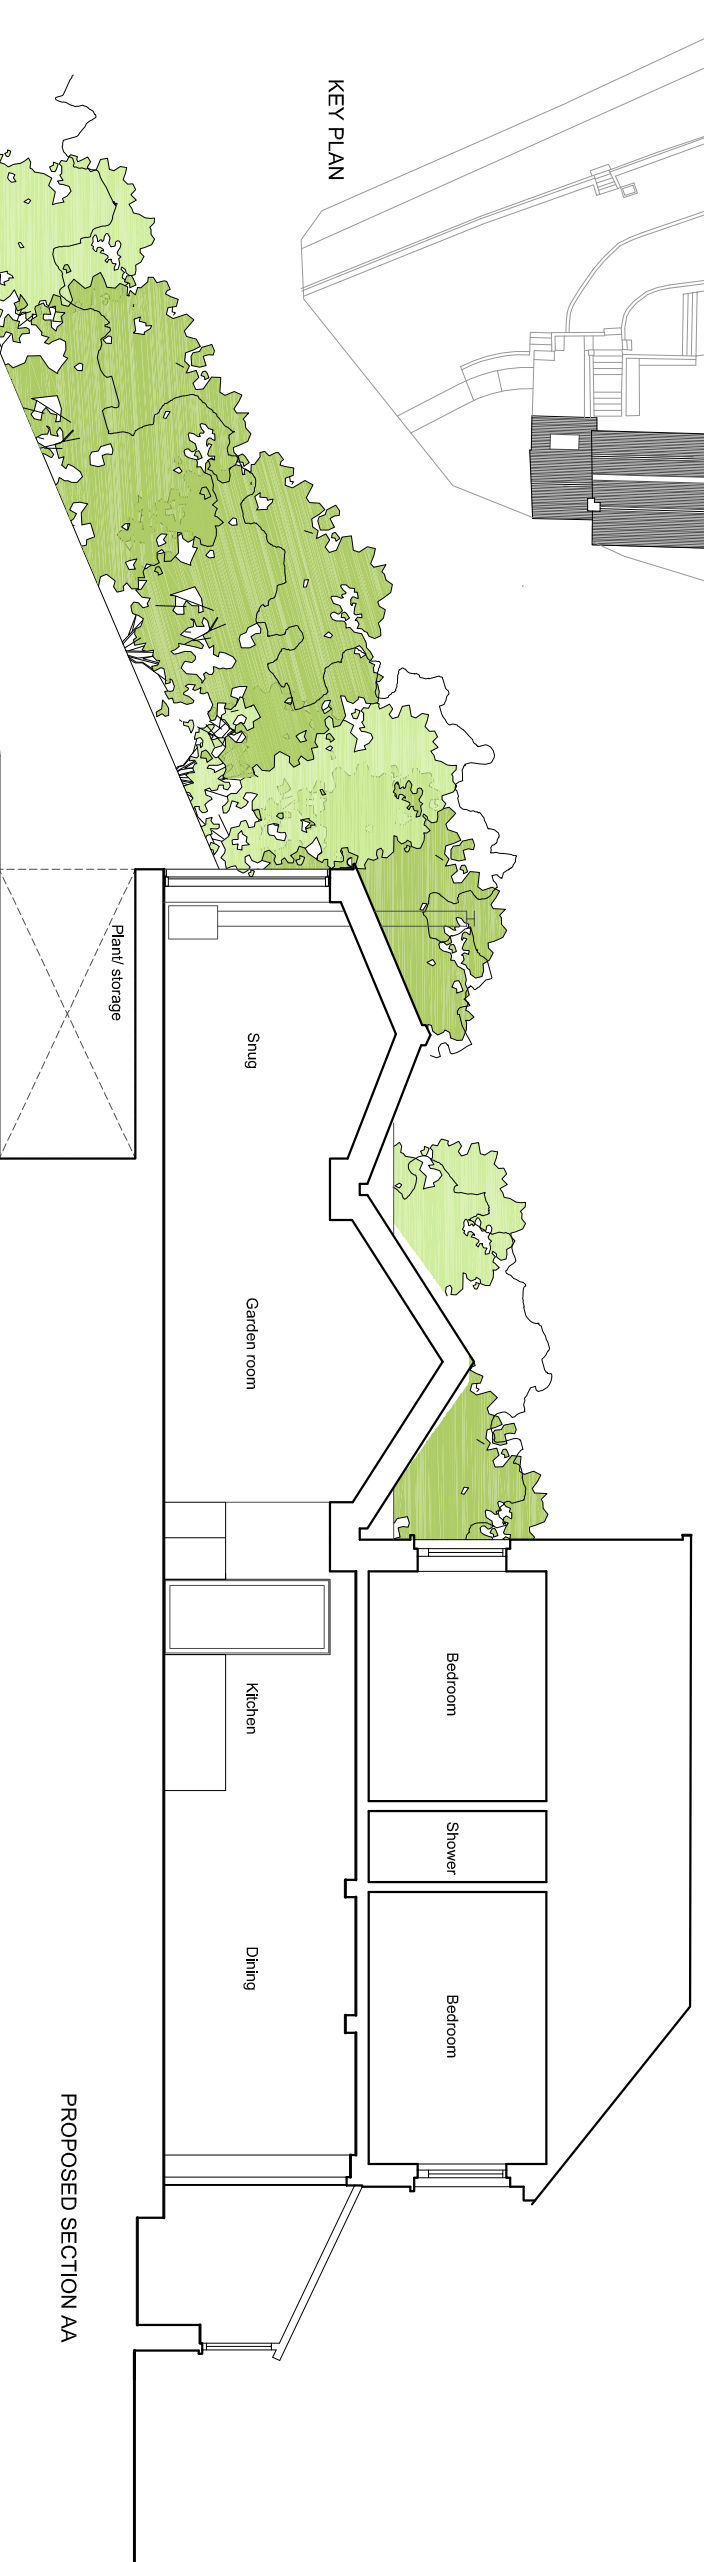 KEY PLAN
Bedroom
Shower
Bedroom
Snug
Garden room
Kitchen
Dining
Plant/ storage
PROPOSED SECTION AA